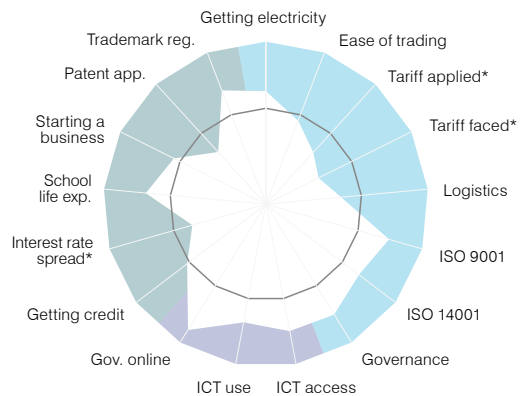 Getting electricity
Ease of trading
Tariff applied*
Tariff faced*
Logistics
ISO 9001
ISO 14001
Governance
ICT access
ICT use
Gov. online
Getting credit
Interest rate
spread*
School
life exp.
Starting a
business
Patent app.
Trademark reg.